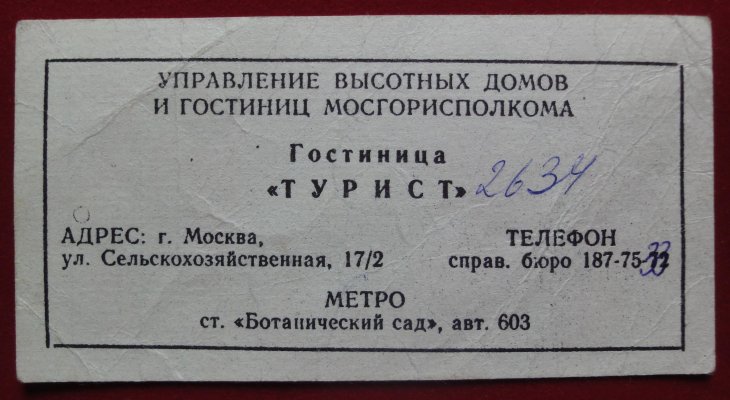 УПРАВЛЕНИЕ ВЫСОТНЫХ ДОМОВ
И ГОСТИНИЦ МОСГОРИСПОЛКОМА
Гостиница
«ТУРИСТ» 2634
АДРЕС: г. Москва,
ул. Сельскохозяйственная, 17/2
ТЕЛЕФОН
справ. бюро 187-75-33
МЕТРО
ст. «Ботанический сад», авт. 603